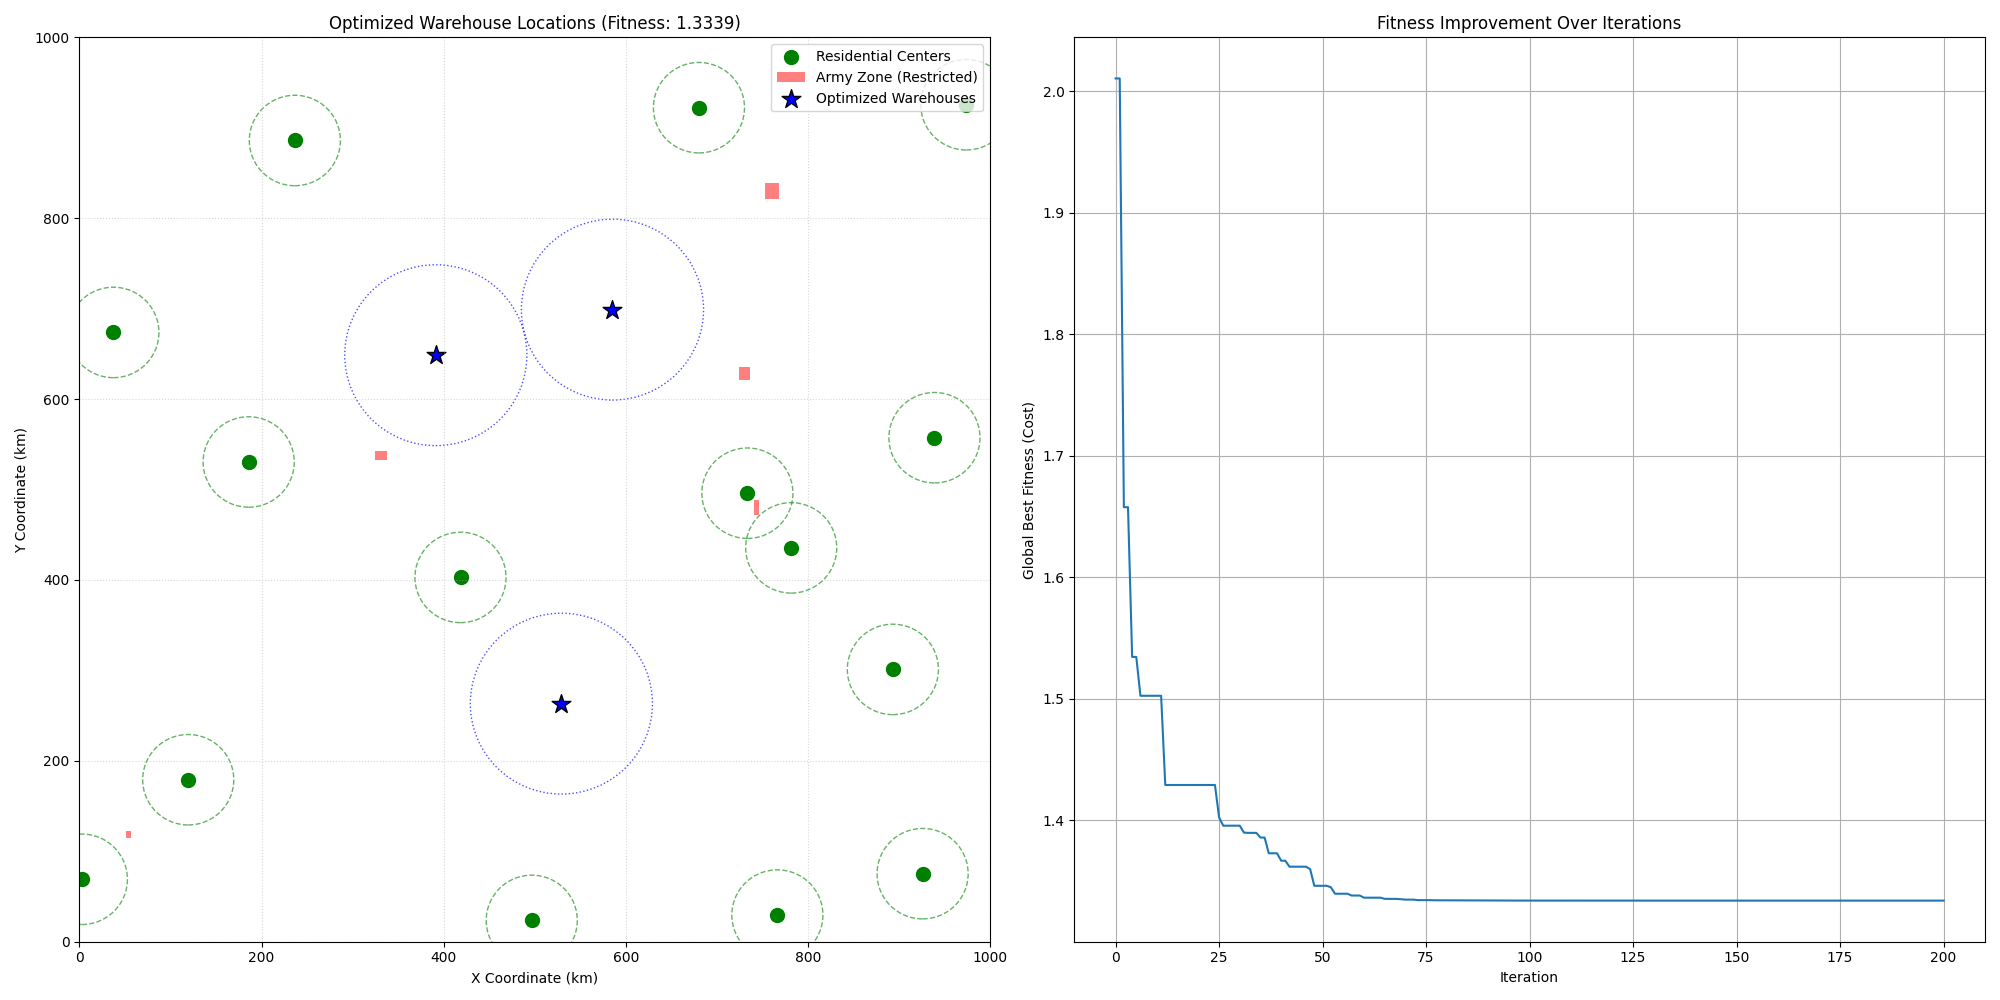 Optimized Warehouse Locations (Fitness: 1.3339)
1000
800
600
400
200
0
Y Coordinate (km)
Residential Centers
Army Zone (Restricted)
Optimized Warehouses
0 200 400 600 800 1000
X Coordinate (km)
Fitness Improvement Over Iterations
2.0
1.9
1.8
1.7
1.6
1.5
1.4
Global Best Fitness (Cost)
0 25 50 75 100 125 150 175 200
Iteration